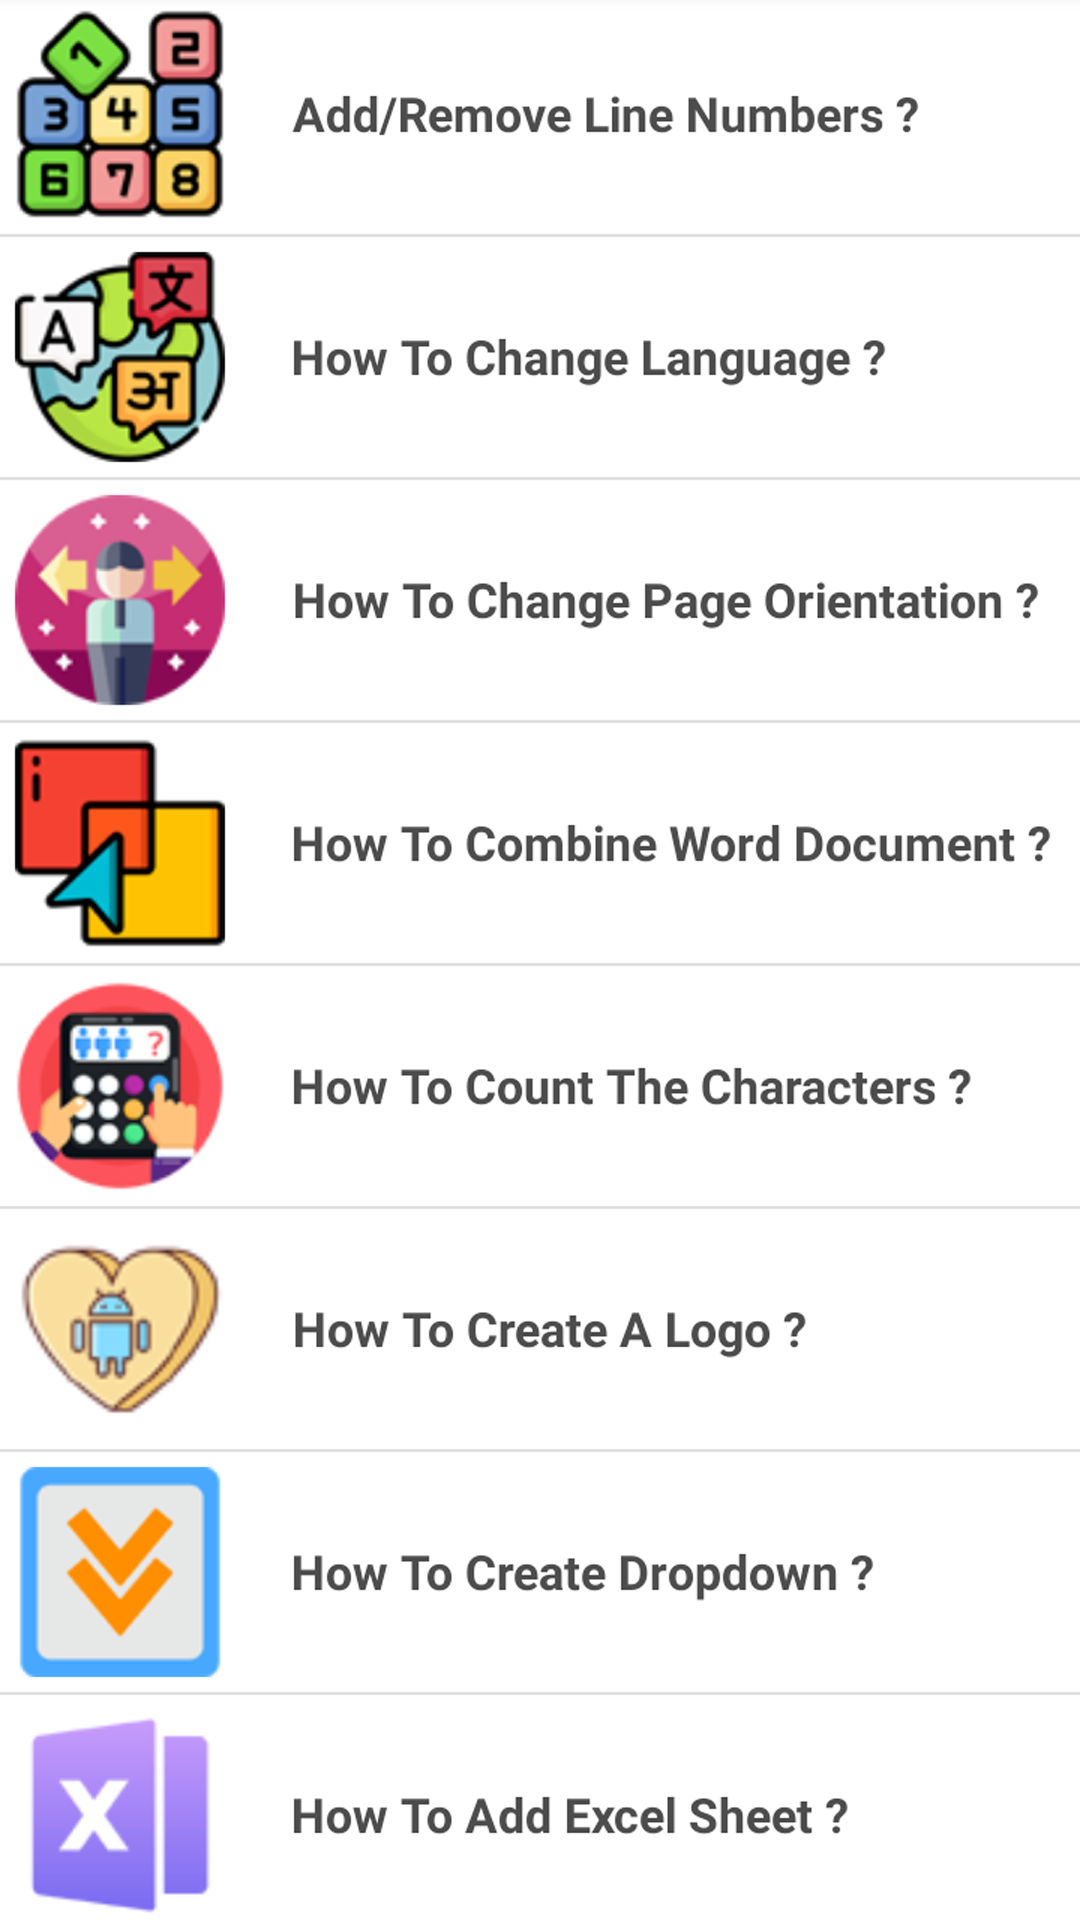 1
2
3 4 5
6 7 8
Add/Remove Line Numbers ?
A
文
अ
How To Change Language ?
How To Change Page Orientation ?
i
How To Combine Word Document ?
?
How To Count The Characters ?
How To Create A Logo ?
How To Create Dropdown ?
X
How To Add Excel Sheet ?